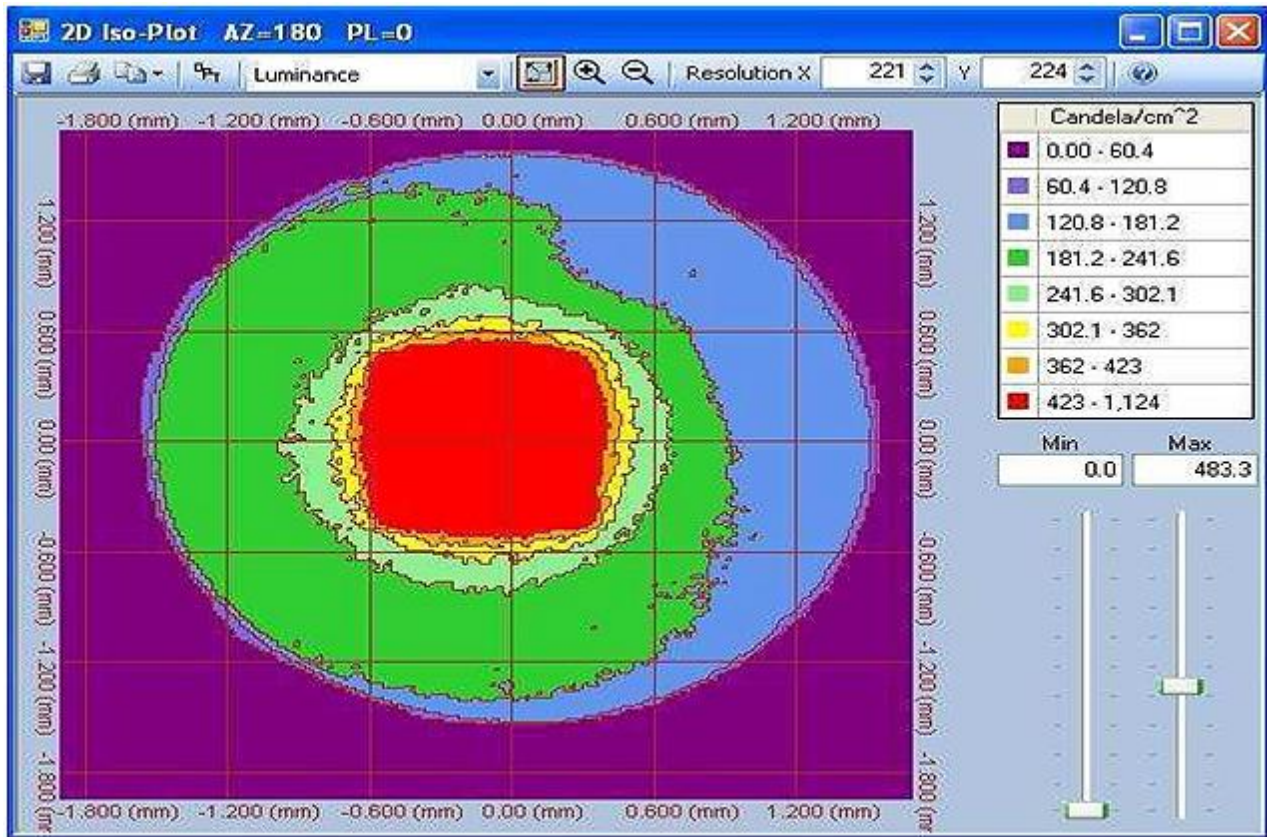 2D Iso-Plot AZ=180 PL=0
Luminance Resolution X 221 Y 224
-1.800 (mm) -1.200 (mm) -0.600 (mm) 0.00 (mm) 0.600 (mm) 1.200 (mm)
1.200 (mm)
0.600 (mm)
0.00 (mm)
-0.600 (mm)
-1.200 (mm)
-1.800 (mm
1.200 (mm)
0.600 (mm)
0.00 (mm)
-0.600 (mm)
-1.200 (mm)
-1.800 (mm
-1.800 (mm) -1.200 (mm) -0.600 (mm) 0.00 (mm) 0.600 (mm) 1.200 (mm)
Candela/cm^2
0.00 - 60.4
60.4 - 120.8
120.8 - 181.2
181.2 - 241.6
241.6 - 302.1
302.1 - 362
362 - 423
423 - 1,124
Min Max
0.0 483.3